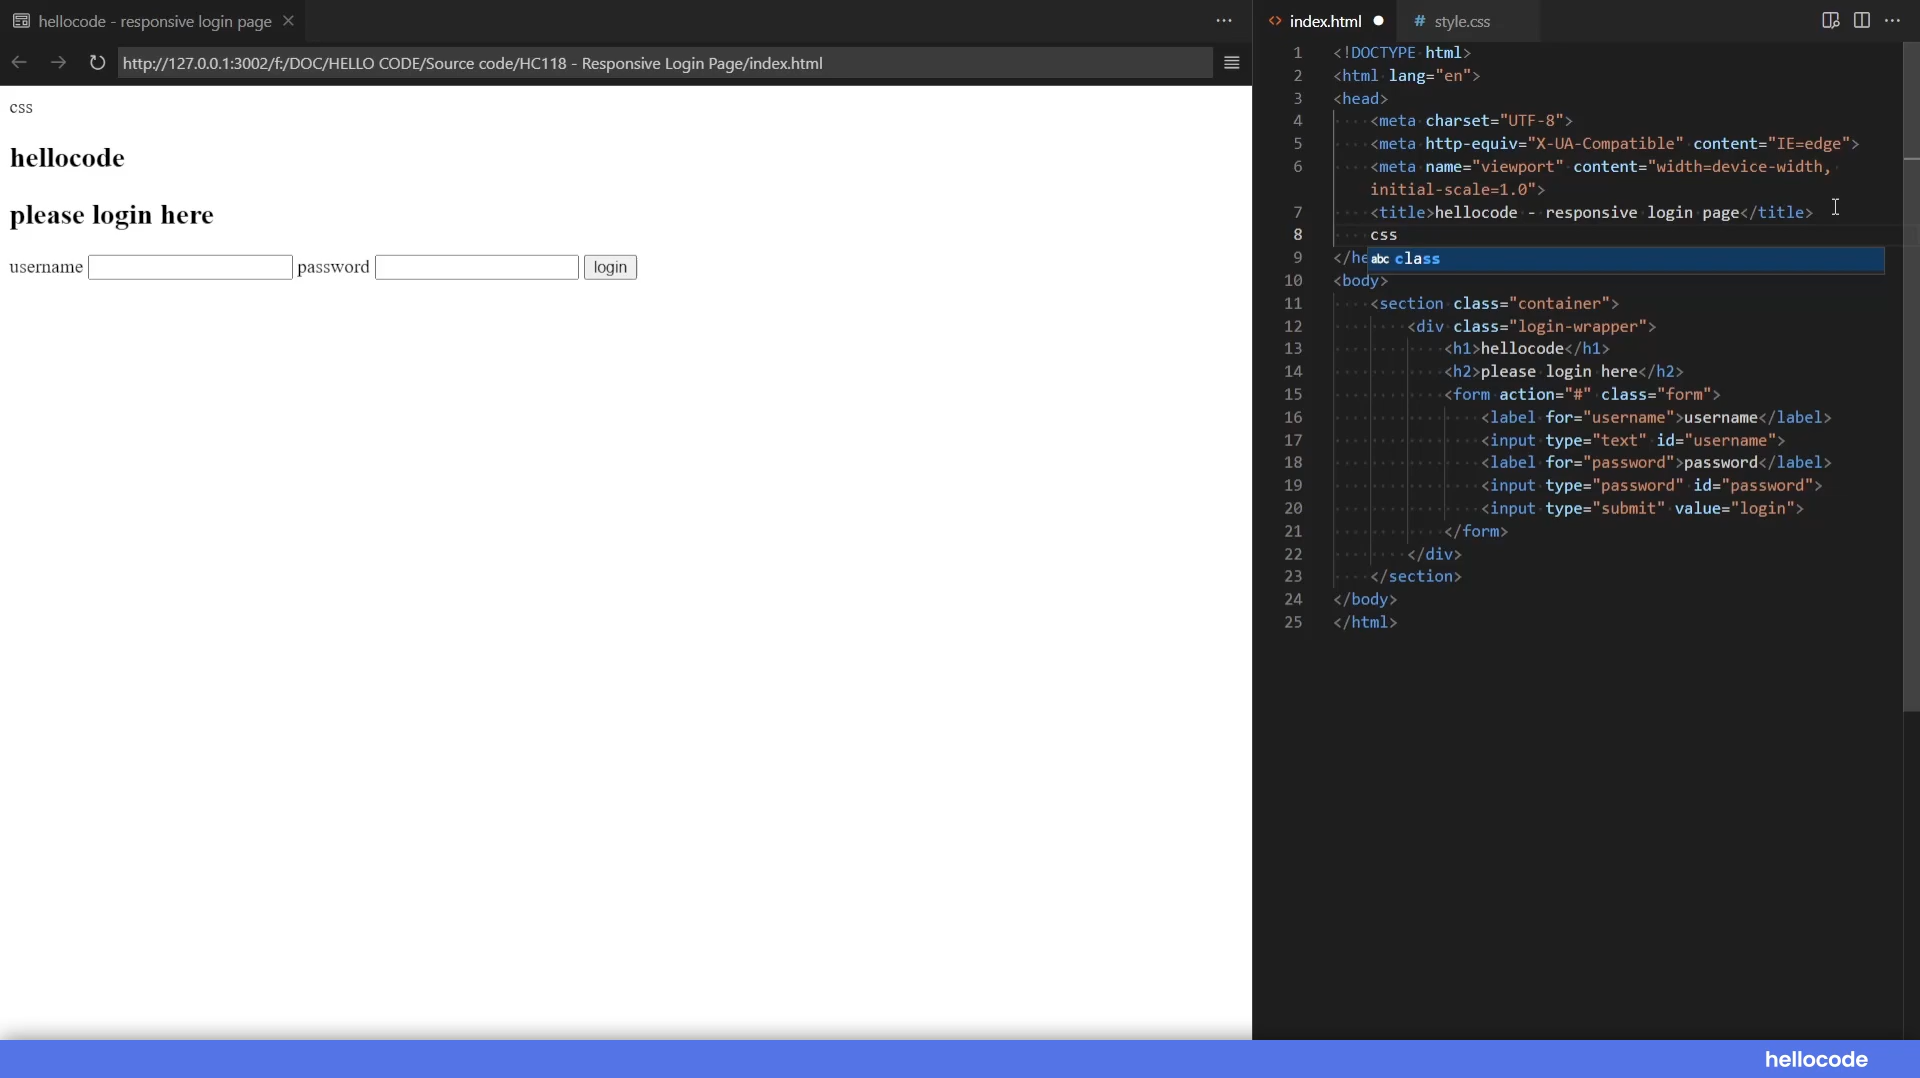 hellocode - responsive login page
http://127.0.0.1:3002/f:/DOC/HELLO CODE/Source code/HC118 - Responsive Login Page/index.html
css
hellocode
please login here
username password login
<> index.html # style.css
1 <!DOCTYPE html>
2 <html lang="en">
3 <head>
4 <meta charset="UTF-8">
5 <meta http-equiv="X-UA-Compatible" content="IE=edge">
6 <meta name="viewport" content="width=device-width,
initial-scale=1.0">
7 <title>hellocode - responsive login page</title>
8 css
9 </he
abc class
10 <body>
11 <section class="container">
12 <div class="login-wrapper">
13 <h1>hellocode</h1>
14 <h2>please login here</h2>
15 <form action="#" class="form">
16 <label for="username">username</label>
17 <input type="text" id="username">
18 <label for="password">password</label>
19 <input type="password" id="password">
20 <input type="submit" value="login">
21 </form>
22 </div>
23 </section>
24 </body>
25 </html>
hellocode